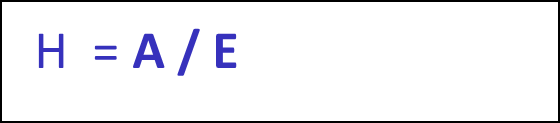 H = A / E